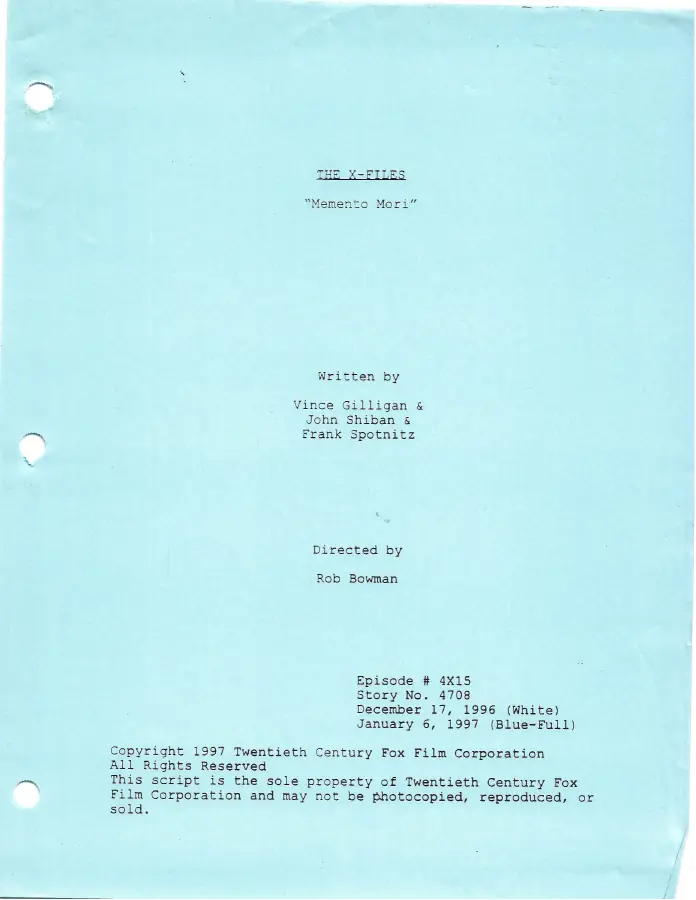 THE X-FILES
"Memento Mori"
Written by
Vince Gilligan &
John Shiban &
Frank Spotnitz
Directed by
Rob Bowman
Episode # 4X15
Story No. 4708
December 17, 1996 (White)
January 6, 1997 (Blue-Full)
Copyright 1997 Twentieth Century Fox Film Corporation
All Rights Reserved
This script is the sole property of Twentieth Century Fox
Film Corporation and may not be photocopied, reproduced, or
sold.